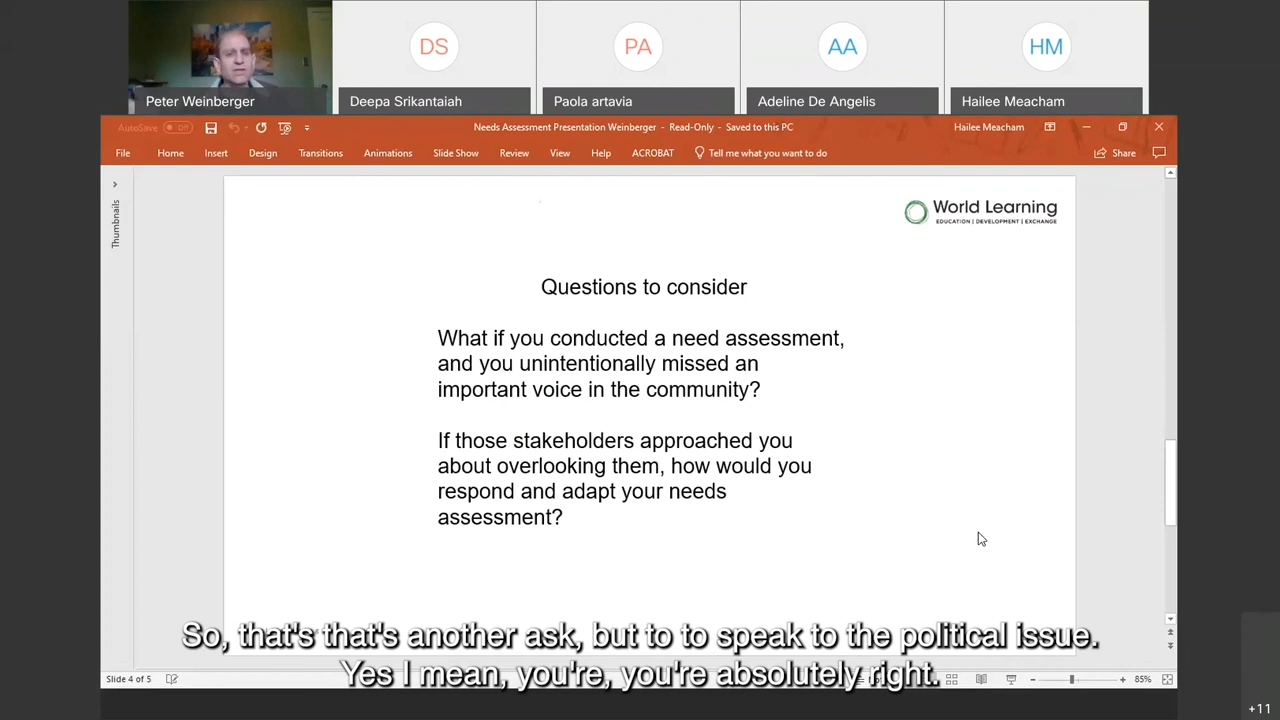 DS
PA
AA
HM
Peter Weinberger
Deepa Srikantaiah
Paola artavia
Adeline De Angelis
Hailee Meacham
AutoSave Off
Needs Assessment Presentation Weinberger - Read-Only - Saved to this PC
Hailee Meacham
File Home Insert Design Transitions Animations Slide Show Review View Help ACROBAT Tell me what you want to do Share
Thumbnails
World Learning
EDUCATION | DEVELOPMENT | EXCHANGE
Questions to consider
What if you conducted a need assessment,
and you unintentionally missed an
important voice in the community?
If those stakeholders approached you
about overlooking them, how would you
respond and adapt your needs
assessment?
So, that's that's another ask, but to to speak to the political issue.
Yes I mean, you're, you're absolutely right.
Slide 4 of 5
85%
+11